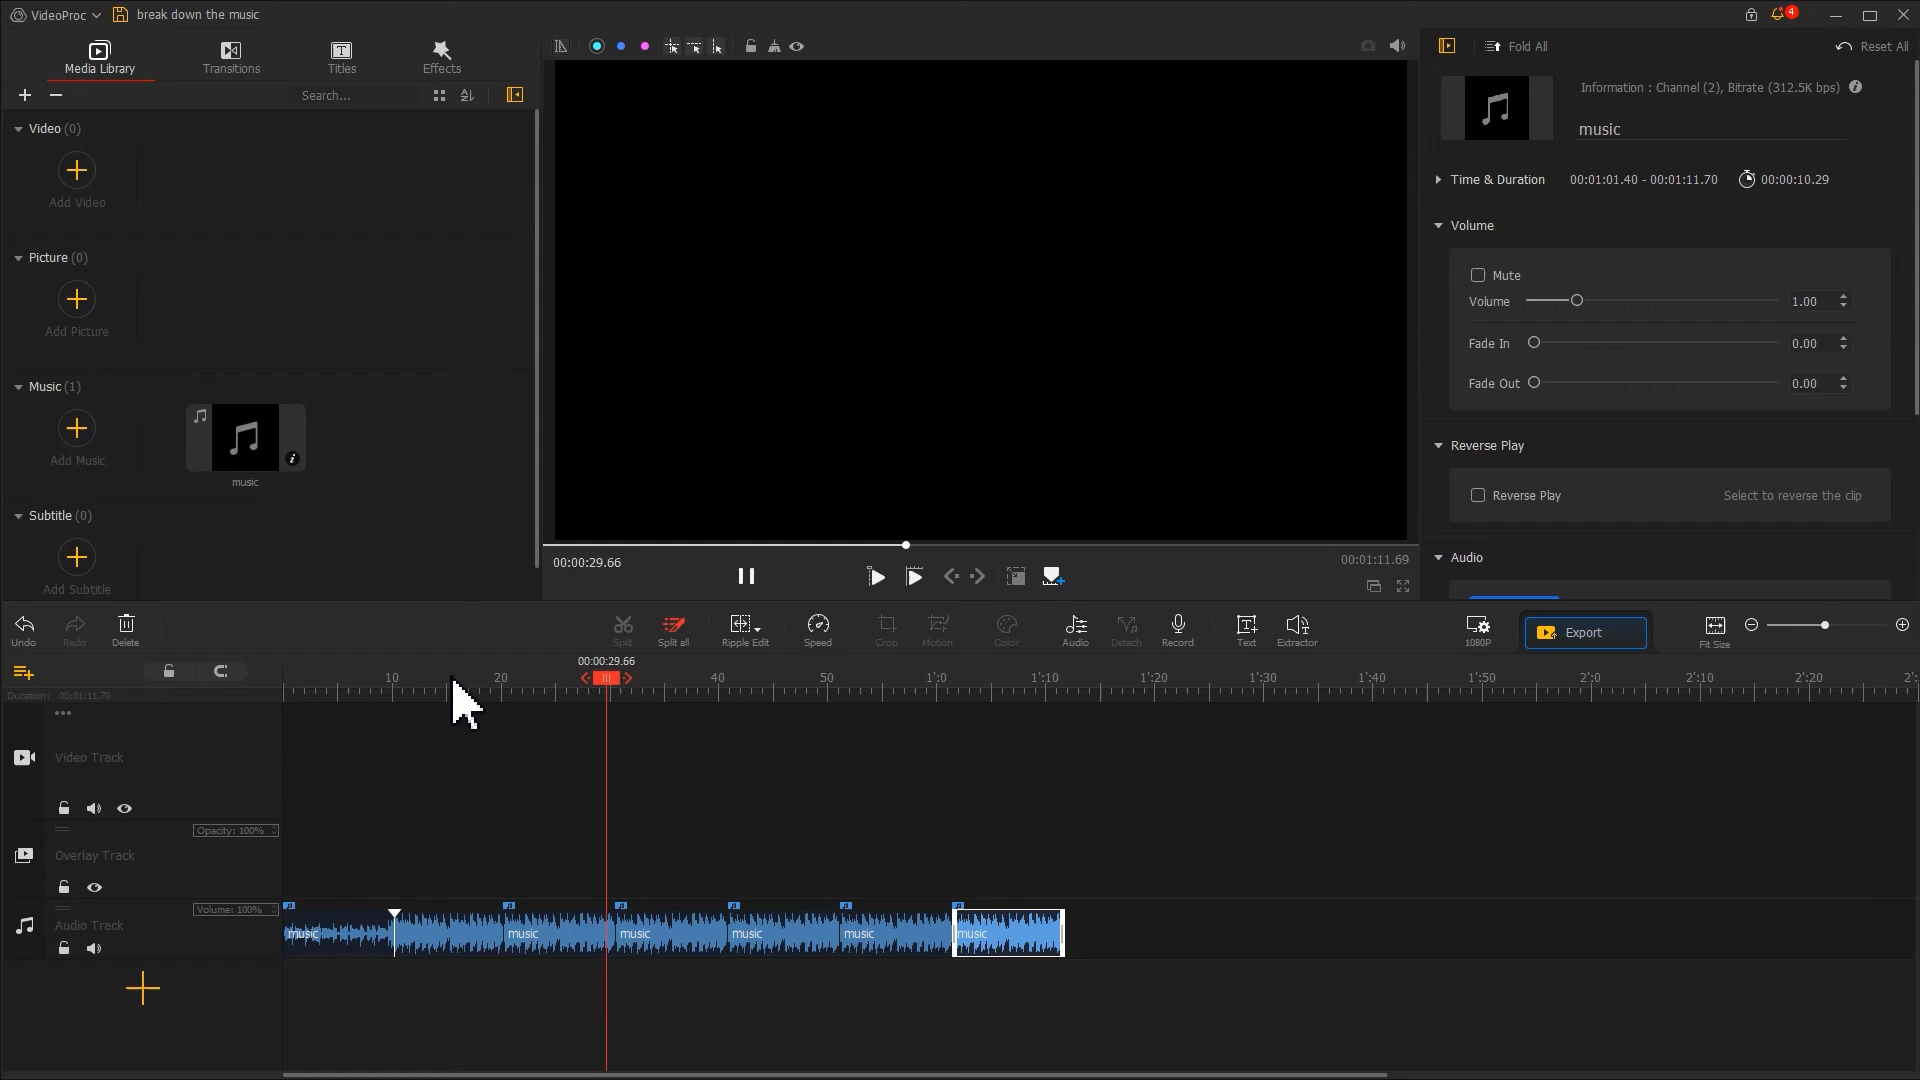 VideoProc
break down the music
4
Media Library
Transitions
Titles
Effects
Search...
Video (0)
Add Video
Picture (0)
Add Picture
Music (1)
Add Music
music
Subtitle (0)
Add Subtitle
00:00:29.66
00:01:11.69
Fold All
Reset All
Information : Channel (2), Bitrate (312.5K bps)
music
Time & Duration
00:01:01.40 - 00:01:11.70
00:00:10.29
Volume
Mute
Volume
1.00
Fade In
0.00
Fade Out
0.00
Reverse Play
Reverse Play
Select to reverse the clip
Audio
Undo
Redo
Delete
Split
Split all
Ripple Edit
Speed
Crop
Motion
Color
Audio
Detach
Record
Text
Extractor
1080P
Export
Fit Size
00:00:29.66
10
20
40
50
1':0
1':10
1':20
1':30
1':40
1':50
2':0
2':10
2':20
2':
Duration: 00:01:11.70
Video Track
Opacity: 100%
Overlay Track
Volume: 100%
Audio Track
music
music
music
music
music
music